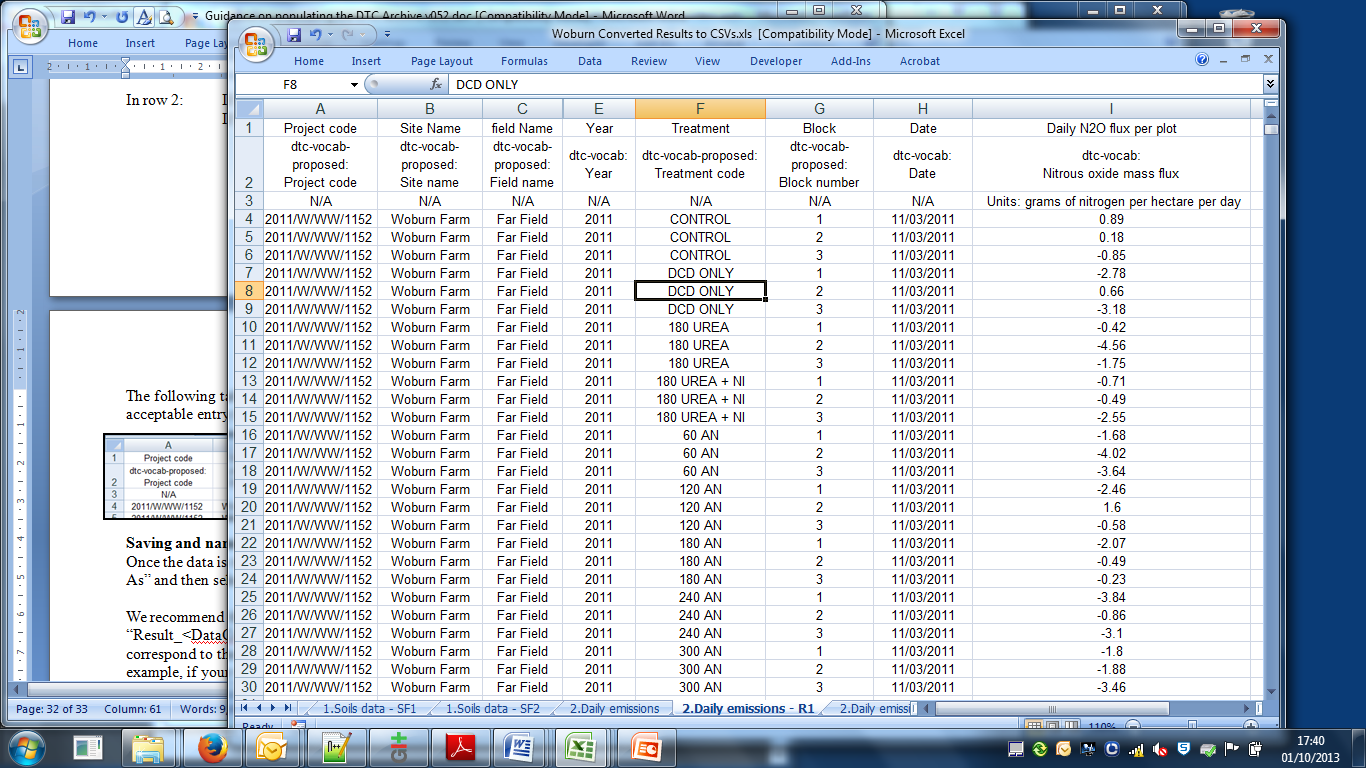 Guidance on populating the DTC Archive v052.doc [Compatibility Mode] - Microsoft Word
Home Insert Page Lay
In row 2:
The following ta
acceptable entry
A
1 Project code
dtc-vocab-proposed:
2 Project code
3 N/A
4 2011/W/WW/1152
Saving and nam
Once the data is
As" and then se
We recommend
"Result_<DataC
correspond to th
example, if your
Page: 32 of 33 Column: 61 Words: 9
Woburn Converted Results to CSVs.xls [Compatibility Mode] - Microsoft Excel
Home Insert Page Layout Formulas Data Review View Developer Add-Ins Acrobat
F8 fx DCD ONLY
A B C E F G H I
1 Project code Site Name field Name Year Treatment Block Date Daily N2O flux per plot
dtc-vocab- dtc-vocab- dtc-vocab- dtc-vocab-
proposed: proposed: proposed: dtc-vocab: dtc-vocab-proposed: proposed: dtc-vocab: dtc-vocab:
2 Project code Site name Field name Year Treatment code Block number Date Nitrous oxide mass flux
3 N/A N/A N/A N/A N/A N/A N/A Units: grams of nitrogen per hectare per day
4 2011/W/WW/1152 Woburn Farm Far Field 2011 CONTROL 1 11/03/2011 0.89
5 2011/W/WW/1152 Woburn Farm Far Field 2011 CONTROL 2 11/03/2011 0.18
6 2011/W/WW/1152 Woburn Farm Far Field 2011 CONTROL 3 11/03/2011 -0.85
7 2011/W/WW/1152 Woburn Farm Far Field 2011 DCD ONLY 1 11/03/2011 -2.78
8 2011/W/WW/1152 Woburn Farm Far Field 2011 DCD ONLY 2 11/03/2011 0.66
9 2011/W/WW/1152 Woburn Farm Far Field 2011 DCD ONLY 3 11/03/2011 -3.18
10 2011/W/WW/1152 Woburn Farm Far Field 2011 180 UREA 1 11/03/2011 -0.42
11 2011/W/WW/1152 Woburn Farm Far Field 2011 180 UREA 2 11/03/2011 -4.56
12 2011/W/WW/1152 Woburn Farm Far Field 2011 180 UREA 3 11/03/2011 -1.75
13 2011/W/WW/1152 Woburn Farm Far Field 2011 180 UREA + NI 1 11/03/2011 -0.71
14 2011/W/WW/1152 Woburn Farm Far Field 2011 180 UREA + NI 2 11/03/2011 -0.49
15 2011/W/WW/1152 Woburn Farm Far Field 2011 180 UREA + NI 3 11/03/2011 -2.55
16 2011/W/WW/1152 Woburn Farm Far Field 2011 60 AN 1 11/03/2011 -1.68
17 2011/W/WW/1152 Woburn Farm Far Field 2011 60 AN 2 11/03/2011 -4.02
18 2011/W/WW/1152 Woburn Farm Far Field 2011 60 AN 3 11/03/2011 -3.64
19 2011/W/WW/1152 Woburn Farm Far Field 2011 120 AN 1 11/03/2011 -2.46
20 2011/W/WW/1152 Woburn Farm Far Field 2011 120 AN 2 11/03/2011 1.6
21 2011/W/WW/1152 Woburn Farm Far Field 2011 120 AN 3 11/03/2011 -0.58
22 2011/W/WW/1152 Woburn Farm Far Field 2011 180 AN 1 11/03/2011 -2.07
23 2011/W/WW/1152 Woburn Farm Far Field 2011 180 AN 2 11/03/2011 -0.49
24 2011/W/WW/1152 Woburn Farm Far Field 2011 180 AN 3 11/03/2011 -0.23
25 2011/W/WW/1152 Woburn Farm Far Field 2011 240 AN 1 11/03/2011 -3.84
26 2011/W/WW/1152 Woburn Farm Far Field 2011 240 AN 2 11/03/2011 -0.86
27 2011/W/WW/1152 Woburn Farm Far Field 2011 240 AN 3 11/03/2011 -3.1
28 2011/W/WW/1152 Woburn Farm Far Field 2011 300 AN 1 11/03/2011 -1.8
29 2011/W/WW/1152 Woburn Farm Far Field 2011 300 AN 2 11/03/2011 -1.88
30 2011/W/WW/1152 Woburn Farm Far Field 2011 300 AN 3 11/03/2011 -3.46
1.Soils data - SF1 1.Soils data - SF2 2.Daily emissions 2.Daily emissions - R1 2.Daily emissi
Ready 110%
17:40
01/10/2013